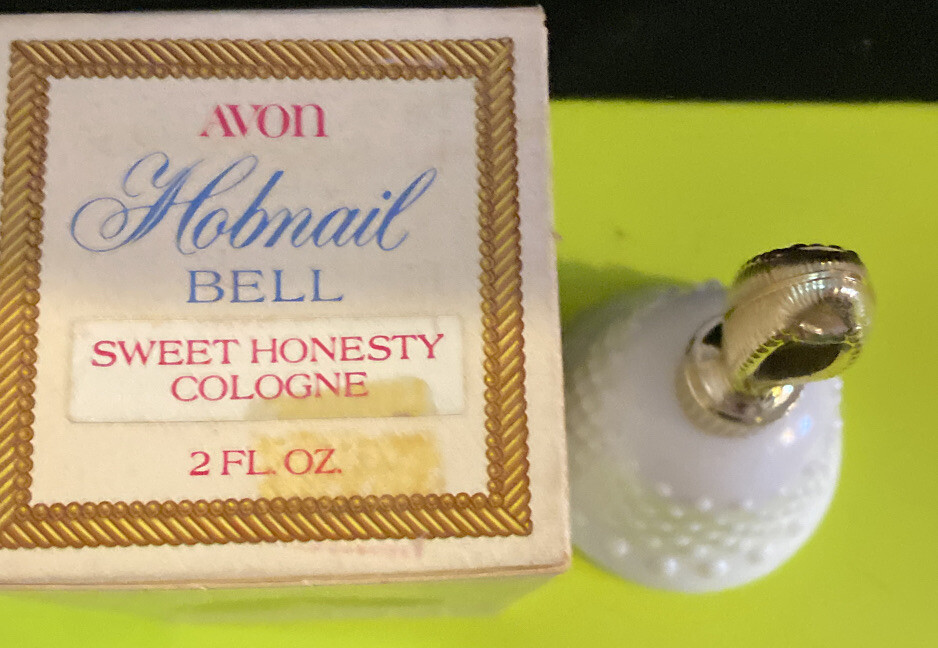 AVON
Hobnail
BELL
SWEET HONESTY
COLOGNE
2 FL. OZ.